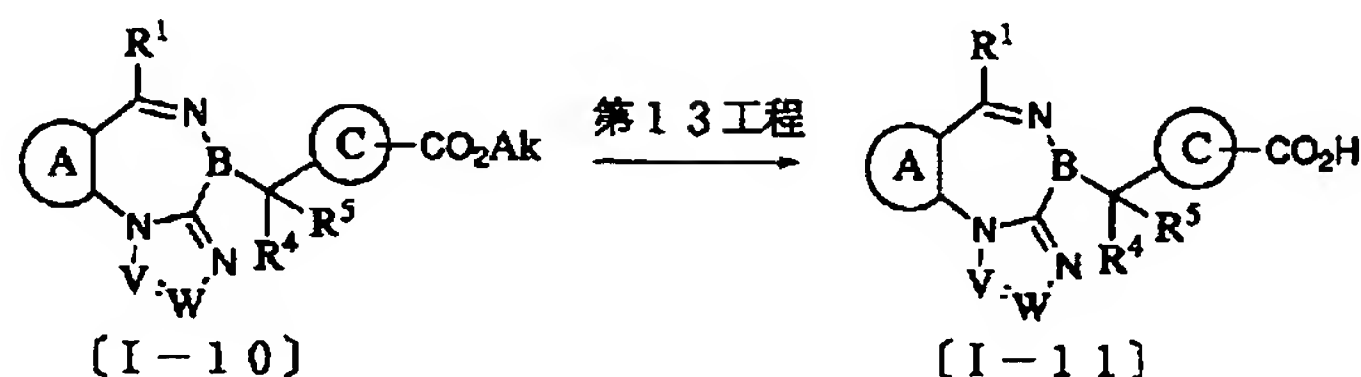 R¹ R¹
N 第13工程 N
A B C CO₂Ak A B C CO₂H
N N R⁴ R⁵ N N R⁴ R⁵
V W V W
〔I－10〕 〔I－11〕